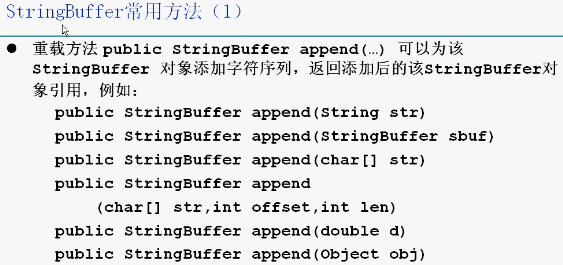 StringBuffer常用方法（1）
● 重载方法 public StringBuffer append(…) 可以为该
StringBuffer 对象添加字符序列，返回添加后的该StringBuffer对
象引用，例如：
public StringBuffer append(String str)
public StringBuffer append(StringBuffer sbuf)
public StringBuffer append(char[] str)
public StringBuffer append
(char[] str,int offset,int len)
public StringBuffer append(double d)
public StringBuffer append(Object obj)